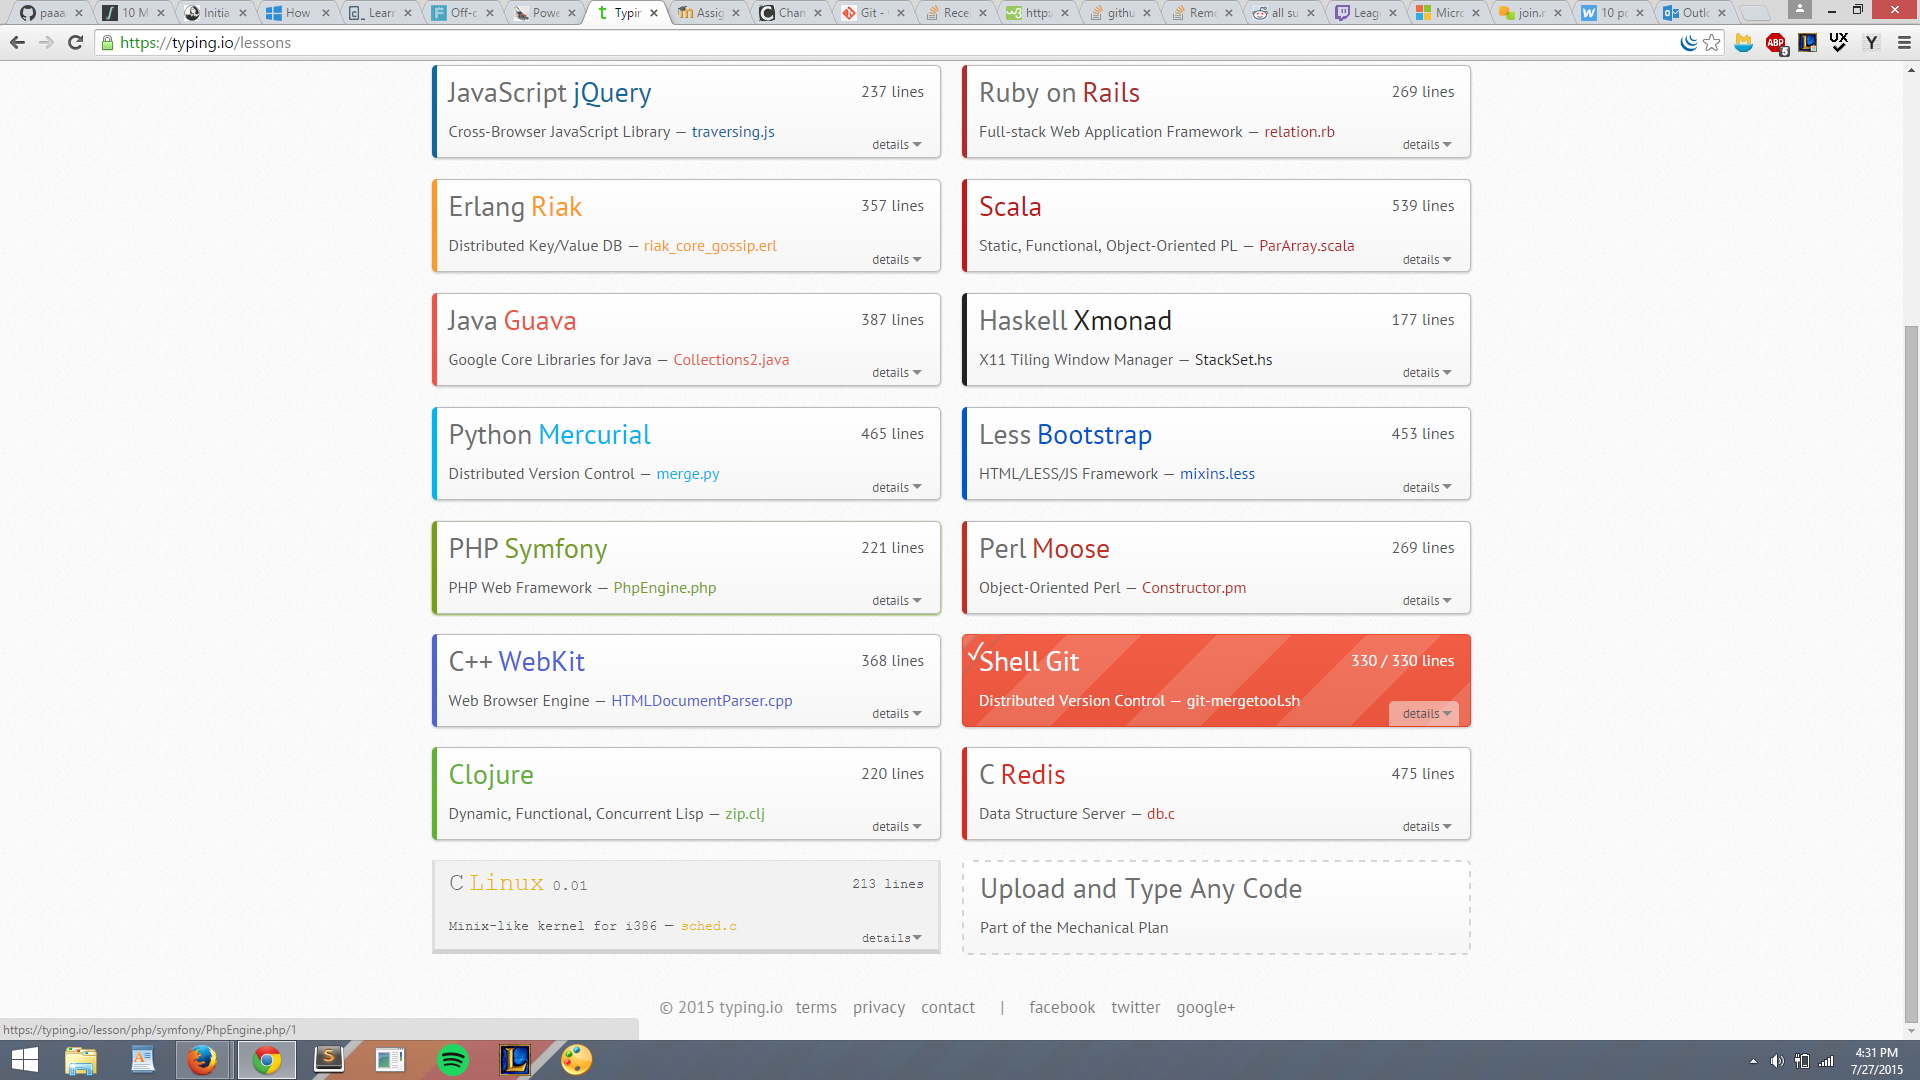 paaa
10 M
Initia
How
Learn
Off-c
Powe
Typin
Assig
Chan
Git -
Rece
http:
githu
Remo
all su
Leag
Micro
join.r
10 po
Outlo
https://typing.io/lessons
JavaScript jQuery
237 lines
Cross-Browser JavaScript Library — traversing.js
details
Ruby on Rails
269 lines
Full-stack Web Application Framework — relation.rb
details
Erlang Riak
357 lines
Distributed Key/Value DB — riak_core_gossip.erl
details
Scala
539 lines
Static, Functional, Object-Oriented PL — ParArray.scala
details
Java Guava
387 lines
Google Core Libraries for Java — Collections2.java
details
Haskell Xmonad
177 lines
X11 Tiling Window Manager — StackSet.hs
details
Python Mercurial
465 lines
Distributed Version Control — merge.py
details
Less Bootstrap
453 lines
HTML/LESS/JS Framework — mixins.less
details
PHP Symfony
221 lines
PHP Web Framework — PhpEngine.php
details
Perl Moose
269 lines
Object-Oriented Perl — Constructor.pm
details
C++ WebKit
368 lines
Web Browser Engine — HTMLDocumentParser.cpp
details
Shell Git
330 / 330 lines
Distributed Version Control — git-mergetool.sh
details
Clojure
220 lines
Dynamic, Functional, Concurrent Lisp — zip.clj
details
C Redis
475 lines
Data Structure Server — db.c
details
C Linux 0.01
213 lines
Minix-like kernel for i386 — sched.c
details
Upload and Type Any Code
Part of the Mechanical Plan
© 2015 typing.io terms privacy contact | facebook twitter google+
https://typing.io/lesson/php/symfony/PhpEngine.php/1
4:31 PM
7/27/2015